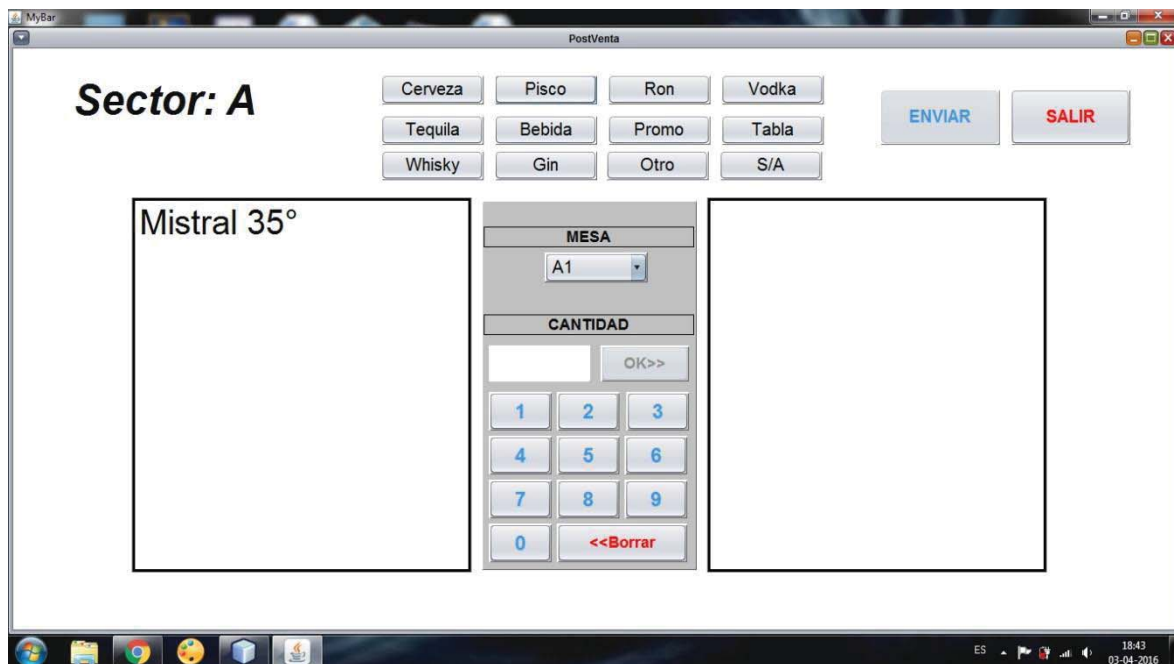 MyBar
PostVenta
Sector: A
Cerveza Pisco Ron Vodka
Tequila Bebida Promo Tabla
Whisky Gin Otro S/A
ENVIAR SALIR
Mistral 35°
MESA
A1
CANTIDAD
OK>>
1 2 3
4 5 6
7 8 9
0 <<Borrar
ES 18:43
03-04-2016